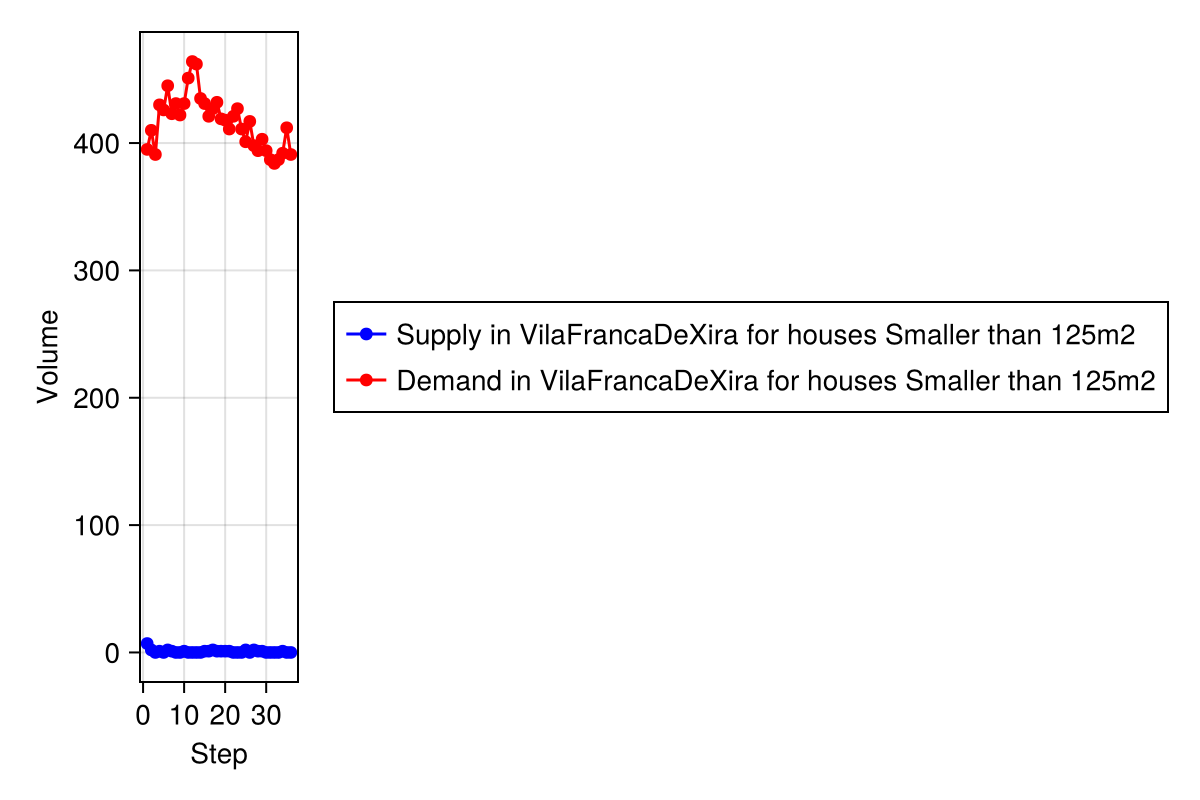 Volume
400
300
200
100
0
0 10 20 30
Step
Supply in VilaFrancaDeXira for houses Smaller than 125m2
Demand in VilaFrancaDeXira for houses Smaller than 125m2